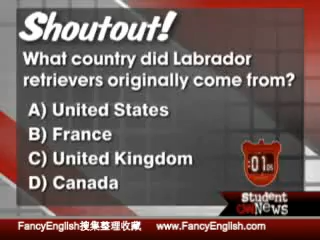 Shoutout!
What country did Labrador
retrievers originally come from?
A) United States
B) France
C) United Kingdom
D) Canada
:01
Student
CNN News
FancyEnglish搜集整理收藏 www.FancyEnglish.com